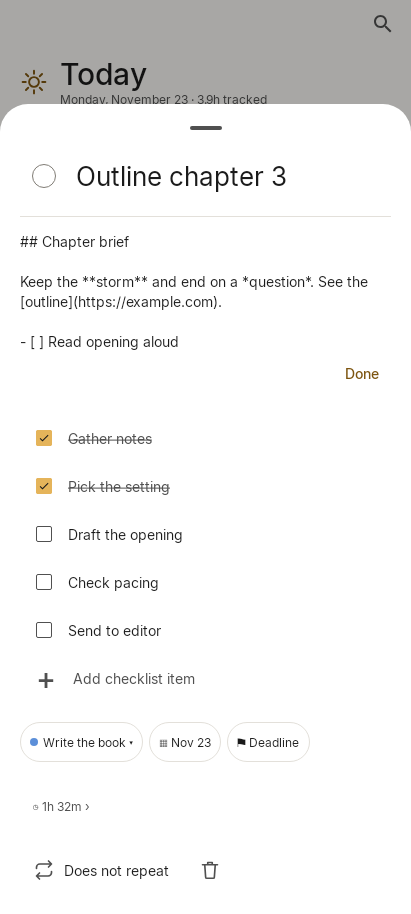 Today
Monday, November 23 · 3.9h tracked
Outline chapter 3
## Chapter brief
Keep the **storm** and end on a *question*. See the
[outline](https://example.com).
- [ ] Read opening aloud
Done
Gather notes
Pick the setting
Draft the opening
Check pacing
Send to editor
Add checklist item
Write the book
Nov 23
Deadline
1h 32m ›
Does not repeat